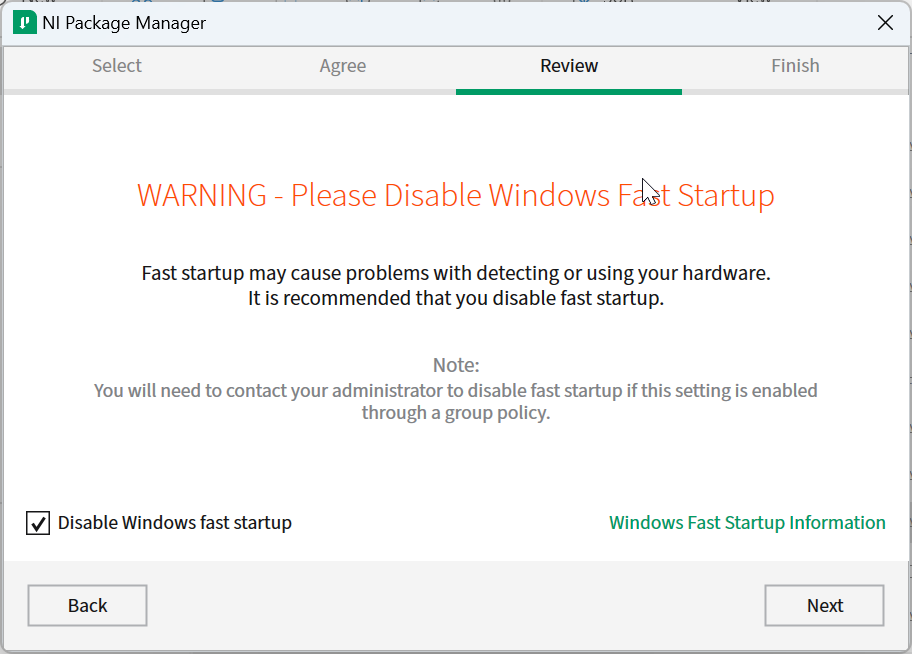 NI Package Manager
Select
Agree
Review
Finish
WARNING - Please Disable Windows Fast Startup
Fast startup may cause problems with detecting or using your hardware.
It is recommended that you disable fast startup.
Note:
You will need to contact your administrator to disable fast startup if this setting is enabled
through a group policy.
Disable Windows fast startup
Windows Fast Startup Information
Back
Next